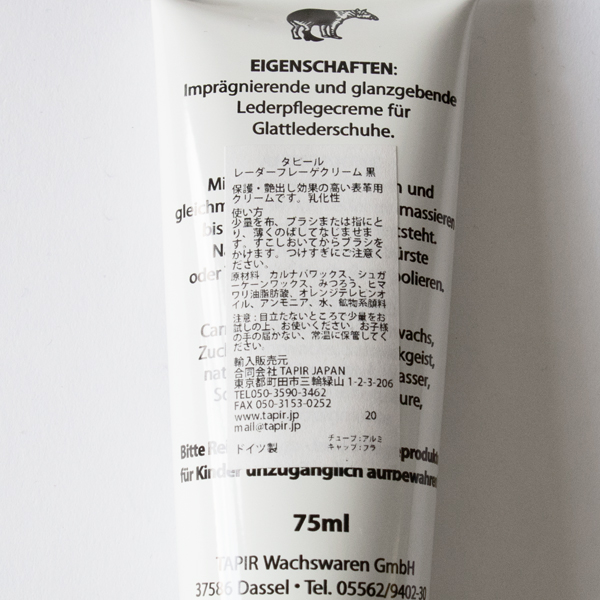 EIGENSCHAFTEN:
Imprägnierende und glanzgebende
Lederpflegecreme für
Glattlederschuhe.
タピール
レーダーフレーゲクリーム 黒
保護・艶出し効果の高い表革用
クリームです。乳化性
使い方
少量を布、ブラシまたは指にと
り、薄くのばしてなじませま
す。すこしおいてからブラシを
かけます。つけすぎにご注意く
ださい。
原材料 カルナバワックス、シュガ
ーケーンワックス、みつろう、ヒマ
ワリ油脂肪酸、オレンジテレビンオ
イル、アンモニア、水、鉱物系顔料
注意：目立たないところで少量をお
試しの上、お使いください。お子様
の手の届かない、常温に保管してく
ださい。
輸入販売元
合同会社 TAPIR JAPAN
東京都町田市三輪緑山 1-2-3-206
TEL050-3590-3462
FAX 050-3153-0252
www.tapir.jp 20
mail@tapir.jp
チューブ：アルミ
ドイツ製 キャップ：プラ
und
massieren
bis
oder
Bitte
für unzugänglich aufbewahren
75ml
TAPIR Wachswaren GmbH
37586 Dassel • Tel. 05562/9402-30